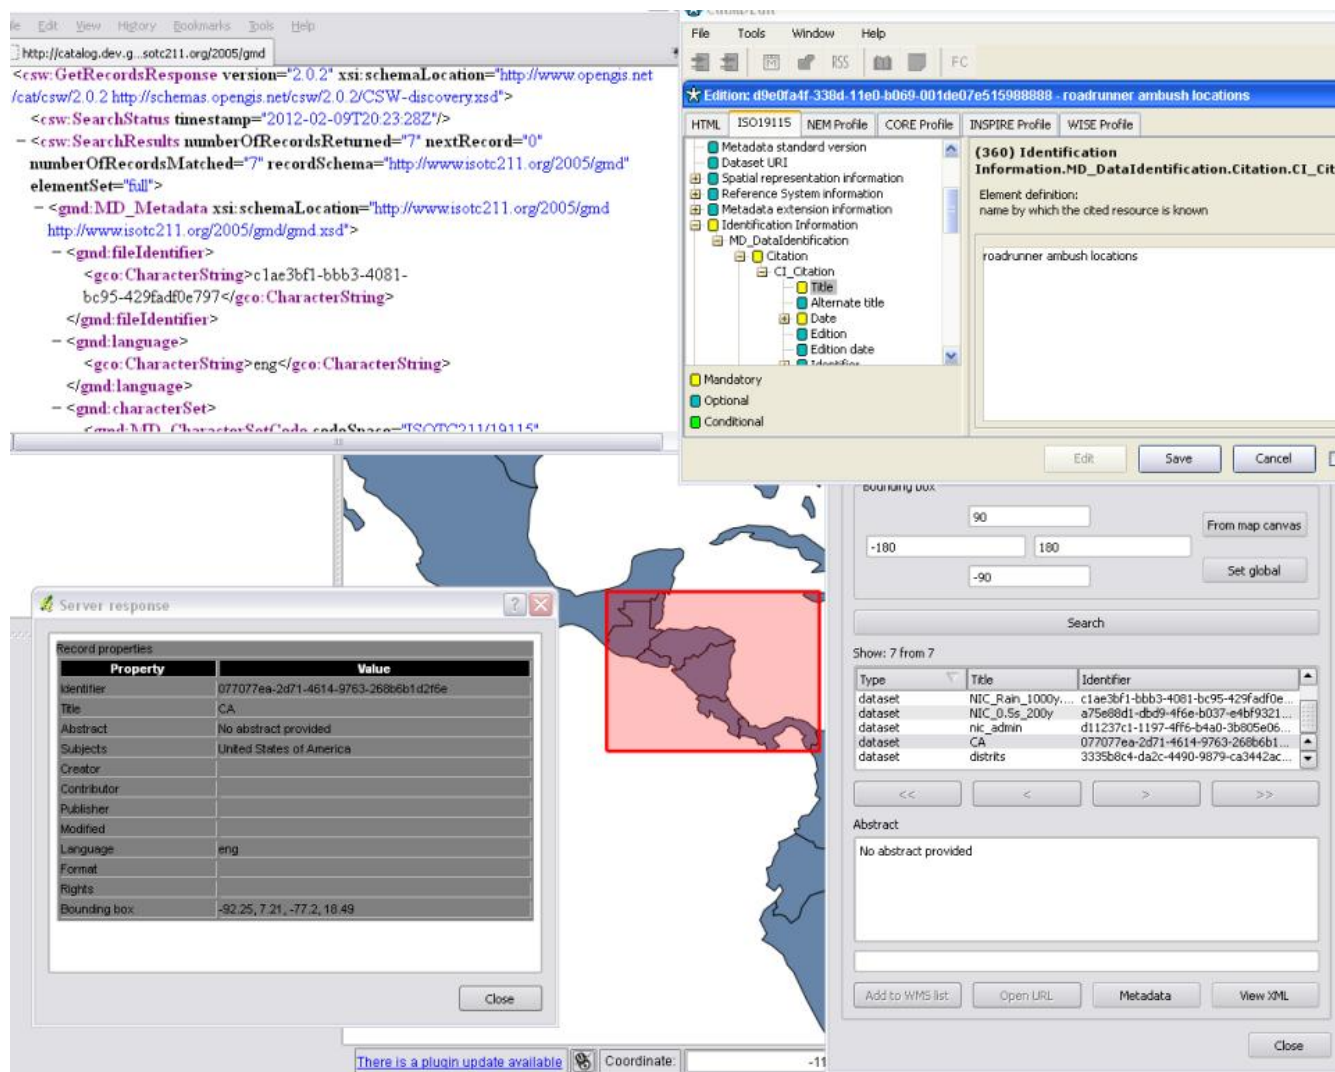 Edit View History Bookmarks Tools Help
http://catalog.dev.g...sotc211.org/2005/gmd
<csw:GetRecordsResponse version="2.0.2" xsi:schemaLocation="http://www.opengis.net
/cat/csw/2.0.2 http://schemas.opengis.net/csw/2.0.2/CSW-discovery.xsd">
<csw:SearchStatus timestamp="2012-02-09T20:23:28Z"/>
− <csw:SearchResults numberOfRecordsReturned="7" nextRecord="0"
numberOfRecordsMatched="7" recordSchema="http://www.isotc211.org/2005/gmd"
elementSet="full">
− <gmd:MD_Metadata xsi:schemaLocation="http://www.isotc211.org/2005/gmd
http://www.isotc211.org/2005/gmd/gmd.xsd">
− <gmd:fileIdentifier>
<gco:CharacterString>c1ae3bf1-bbb3-4081-
bc95-429fadf0e797</gco:CharacterString>
</gmd:fileIdentifier>
− <gmd:language>
<gco:CharacterString>eng</gco:CharacterString>
</gmd:language>
− <gmd:characterSet>
<gmd:MD_CharacterSetCode codeSpace="ISOTC211/19115"
File Tools Window Help
RSS FC
Edition: d9e0fa4f-338d-11e0-b069-001de07e515988888 - roadrunner ambush locations
HTML ISO19115 NEM Profile CORE Profile INSPIRE Profile WISE Profile
Metadata standard version
Dataset URI
Spatial representation information
Reference System information
Metadata extension information
Identification Information
MD_DataIdentification
Citation
CI_Citation
Title
Alternate title
Date
Edition
Edition date
Identifier
Mandatory
Optional
Conditional
(360) Identification
Information.MD_DataIdentification.Citation.CI_Cit
Element definition:
name by which the cited resource is known
roadrunner ambush locations
Edit Save Cancel
Bounding box
90
-180 180
-90
From map canvas
Set global
Search
Show: 7 from 7
Type Title Identifier
dataset NIC_Rain_1000y.... c1ae3bf1-bbb3-4081-bc95-429fadf0e...
dataset NIC_0.5s_200y a75e88d1-dbd9-4f6e-b037-e4bf9321...
dataset nic_admin d11237c1-1197-4ff6-b4a0-3b805e06...
dataset CA 077077ea-2d71-4614-9763-268b6b1...
dataset distrits 3335b8c4-da2c-4490-9879-ca3442ac...
<< < > >>
Abstract
No abstract provided
Add to WMS list Open URL Metadata View XML
Close
Server response
Record properties
Property Value
Identifier 077077ea-2d71-4614-9763-268b6b1d2f6e
Title CA
Abstract No abstract provided
Subjects United States of America
Creator
Contributor
Publisher
Modified
Language eng
Format
Rights
Bounding box -92.25, 7.21, -77.2, 18.49
Close
There is a plugin update available Coordinate: -11